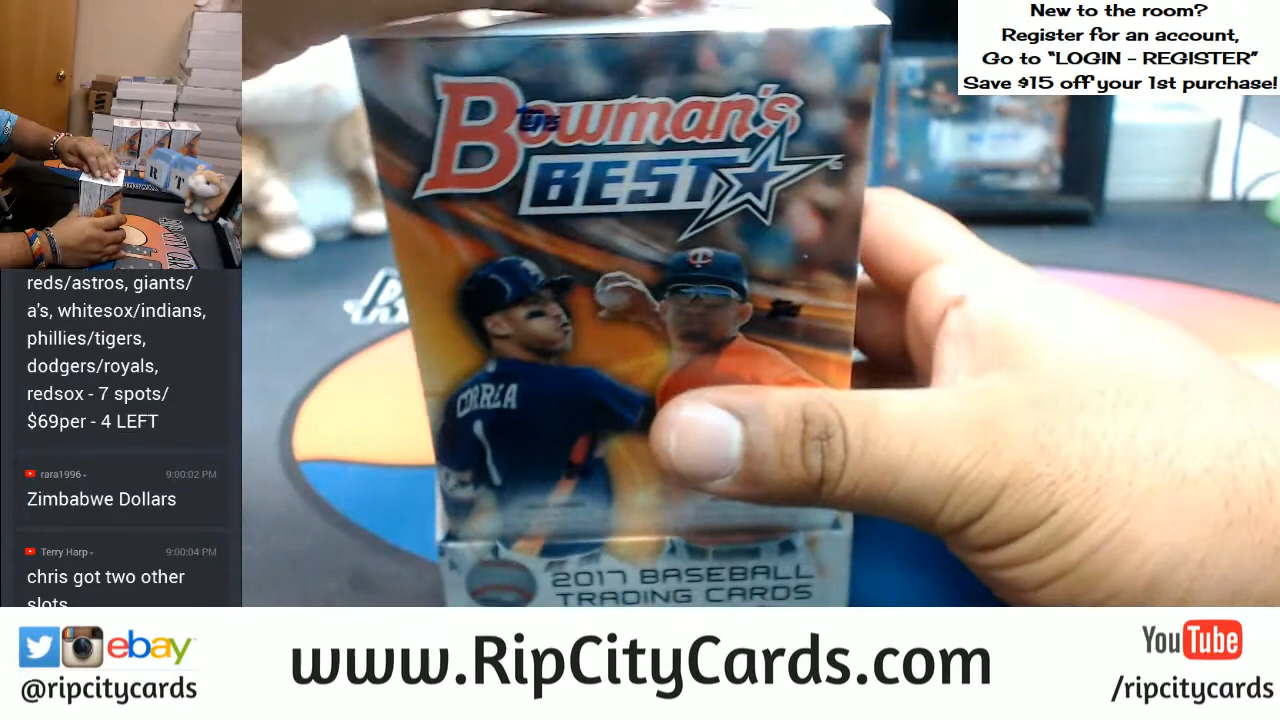 New to the room?
Register for an account,
Go to “LOGIN - REGISTER”
Save $15 off your 1st purchase!
Topps
Bowman's
BEST
CORREA
1
2017 BASEBALL
TRADING CARDS
R T
reds/astros, giants/
a's, whitesox/indians,
phillies/tigers,
dodgers/royals,
redsox - 7 spots/
$69per - 4 LEFT
rara1996
9:00:02 PM
Zimbabwe Dollars
Terry Harp
9:00:04 PM
chris got two other
slots
ebay
@ripcitycards
www.RipCityCards.com
YouTube
/ripcitycards